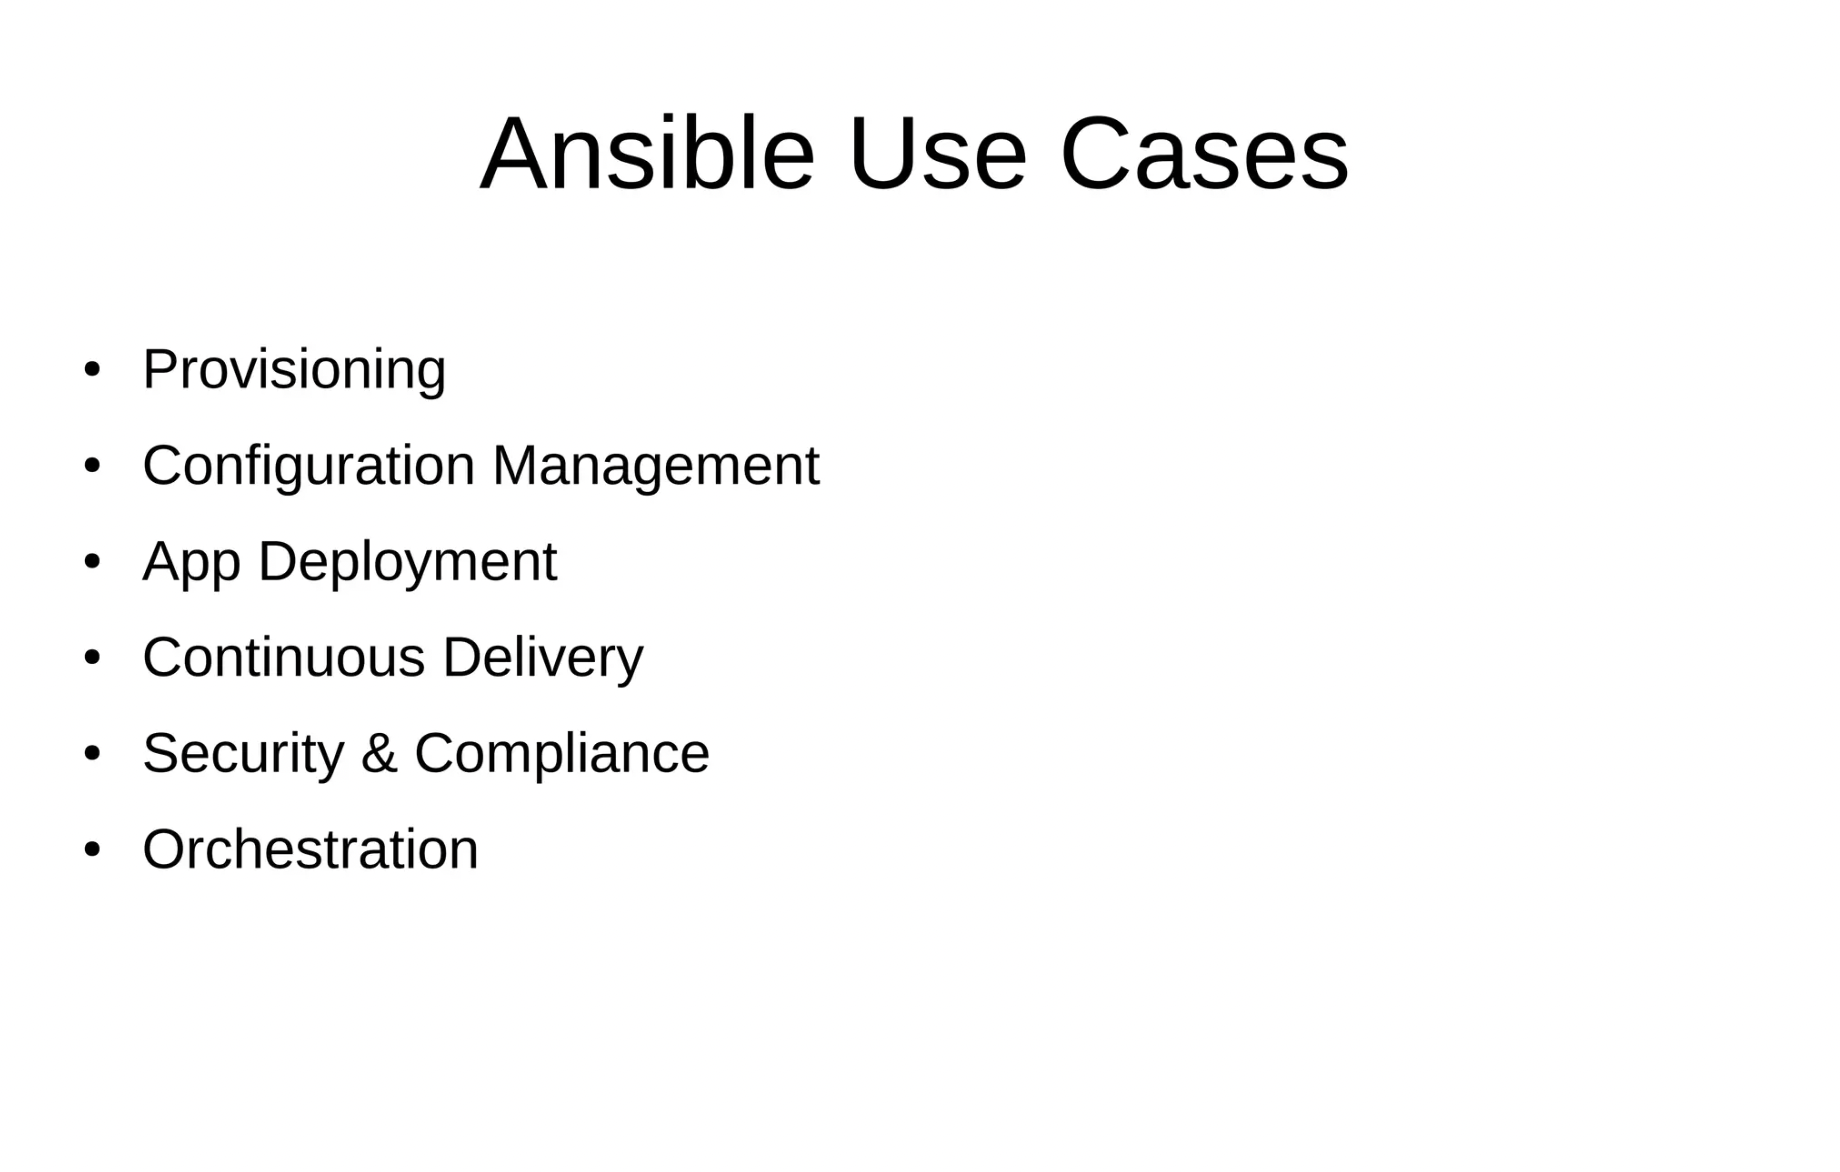 Ansible Use Cases
• Provisioning
• Configuration Management
• App Deployment
• Continuous Delivery
• Security & Compliance
• Orchestration